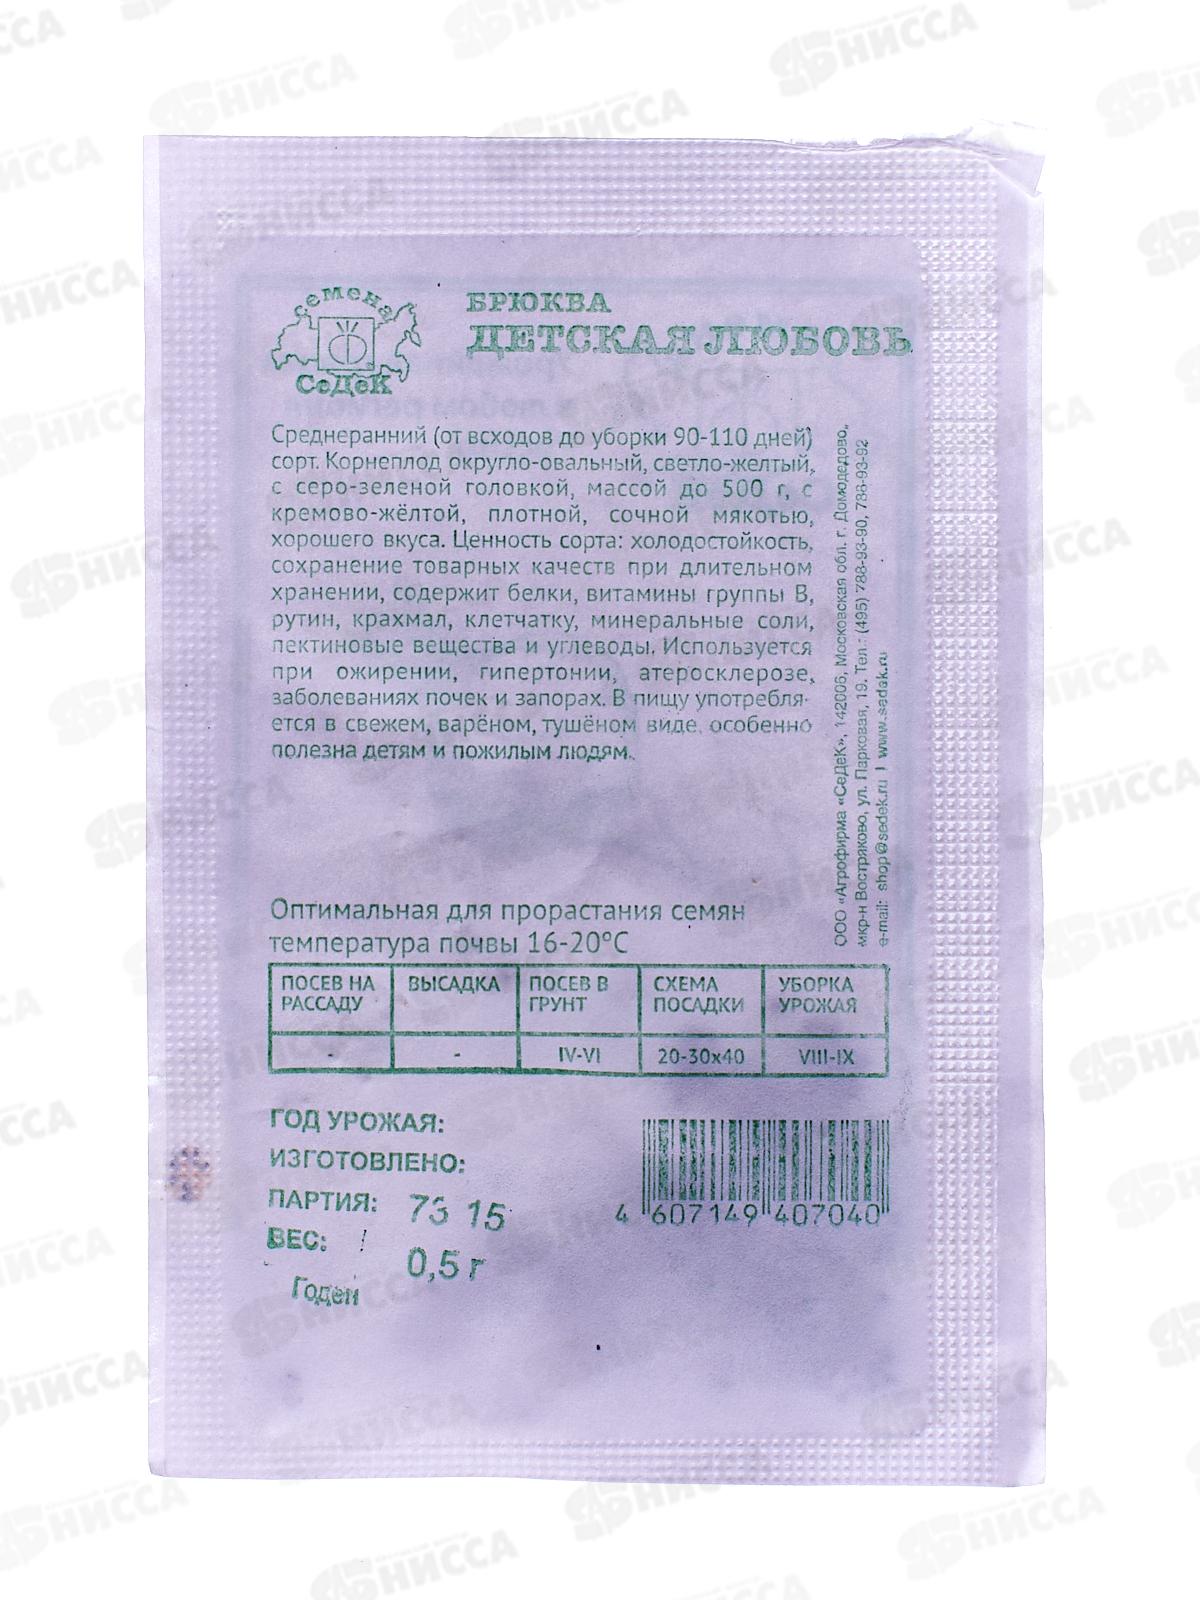 семена
СеДеК
БРЮКВА
ДЕТСКАЯ ЛЮБОВЬ
Среднеранний (от всходов до уборки 90-110 дней)
сорт. Корнеплод округло-овальный, светло-желтый,
с серо-зеленой головкой, массой до 500 г, с
кремово-жёлтой, плотной, сочной мякотью,
хорошего вкуса. Ценность сорта: холодостойкость,
сохранение товарных качеств при длительном
хранении, содержит белки, витамины группы В,
рутин, крахмал, клетчатку, минеральные соли,
пектиновые вещества и углеводы. Используется
при ожирении, гипертонии, атеросклерозе,
заболеваниях почек и запорах. В пищу употребля-
ется в свежем, варёном, тушёном виде, особенно
полезна детям и пожилым людям.
ООО «Агрофирма «СеДеК», 142006, Московская обл. г. Домодедово,
мкр-н Востряково, ул. Парковая, 19. Тел.: (495) 788-93-90, 788-93-92
e-mail: shop@sedek.ru | www.sedek.ru
Оптимальная для прорастания семян
температура почвы 16-20°С
ПОСЕВ НА РАССАДУ ВЫСАДКА ПОСЕВ В ГРУНТ СХЕМА ПОСАДКИ УБОРКА УРОЖАЯ
- - IV-VI 20-30х40 VIII-IX
ГОД УРОЖАЯ:
ИЗГОТОВЛЕНО:
ПАРТИЯ: 73 15
ВЕС: 0,5 г
Годен
4 607149 407040